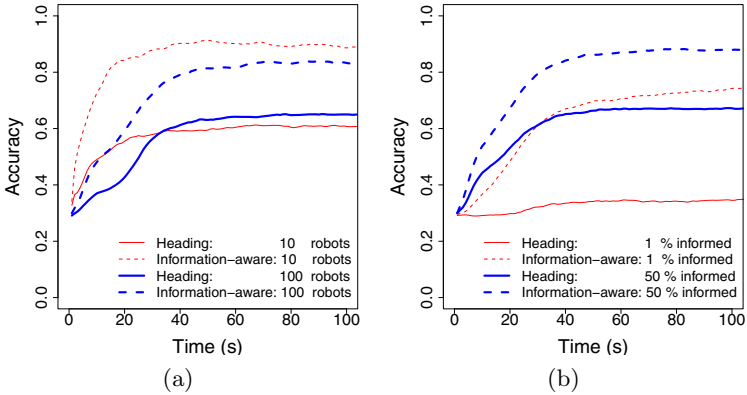 1.0
0.8
0.6
0.4
0.2
0.0
Accuracy
Heading: 10 robots
Information−aware: 10 robots
Heading: 100 robots
Information−aware: 100 robots
0 20 40 60 80 100
Time (s)
(a)
1.0
0.8
0.6
0.4
0.2
0.0
Accuracy
Heading: 1 % informed
Information−aware: 1 % informed
Heading: 50 % informed
Information−aware: 50 % informed
0 20 40 60 80 100
Time (s)
(b)